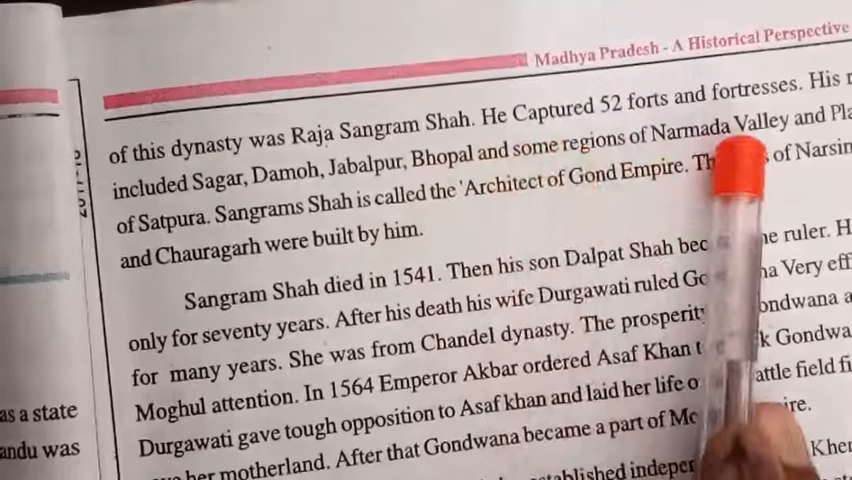 Madhya Pradesh - A Historical Perspective
of this dynasty was Raja Sangram Shah. He Captured 52 forts and fortresses. His
included Sagar, Damoh, Jabalpur, Bhopal and some regions of Narmada Valley and
of Satpura. Sangrams Shah is called the 'Architect of Gond Empire. of
and Chauragarh were built by him.
Sangram Shah died in 1541. Then his son Dalpat Shah ruler.
only for seventy years. After his death his wife Durgawati ruled Very
for many years. She was from Chandel dynasty. The prosperity
Moghul attention. In 1564 Emperor Akbar ordered Asaf Khan
Durgawati gave tough opposition to Asaf khan and laid her life field
her motherland. After that Gondwana became a part of
as a state
was